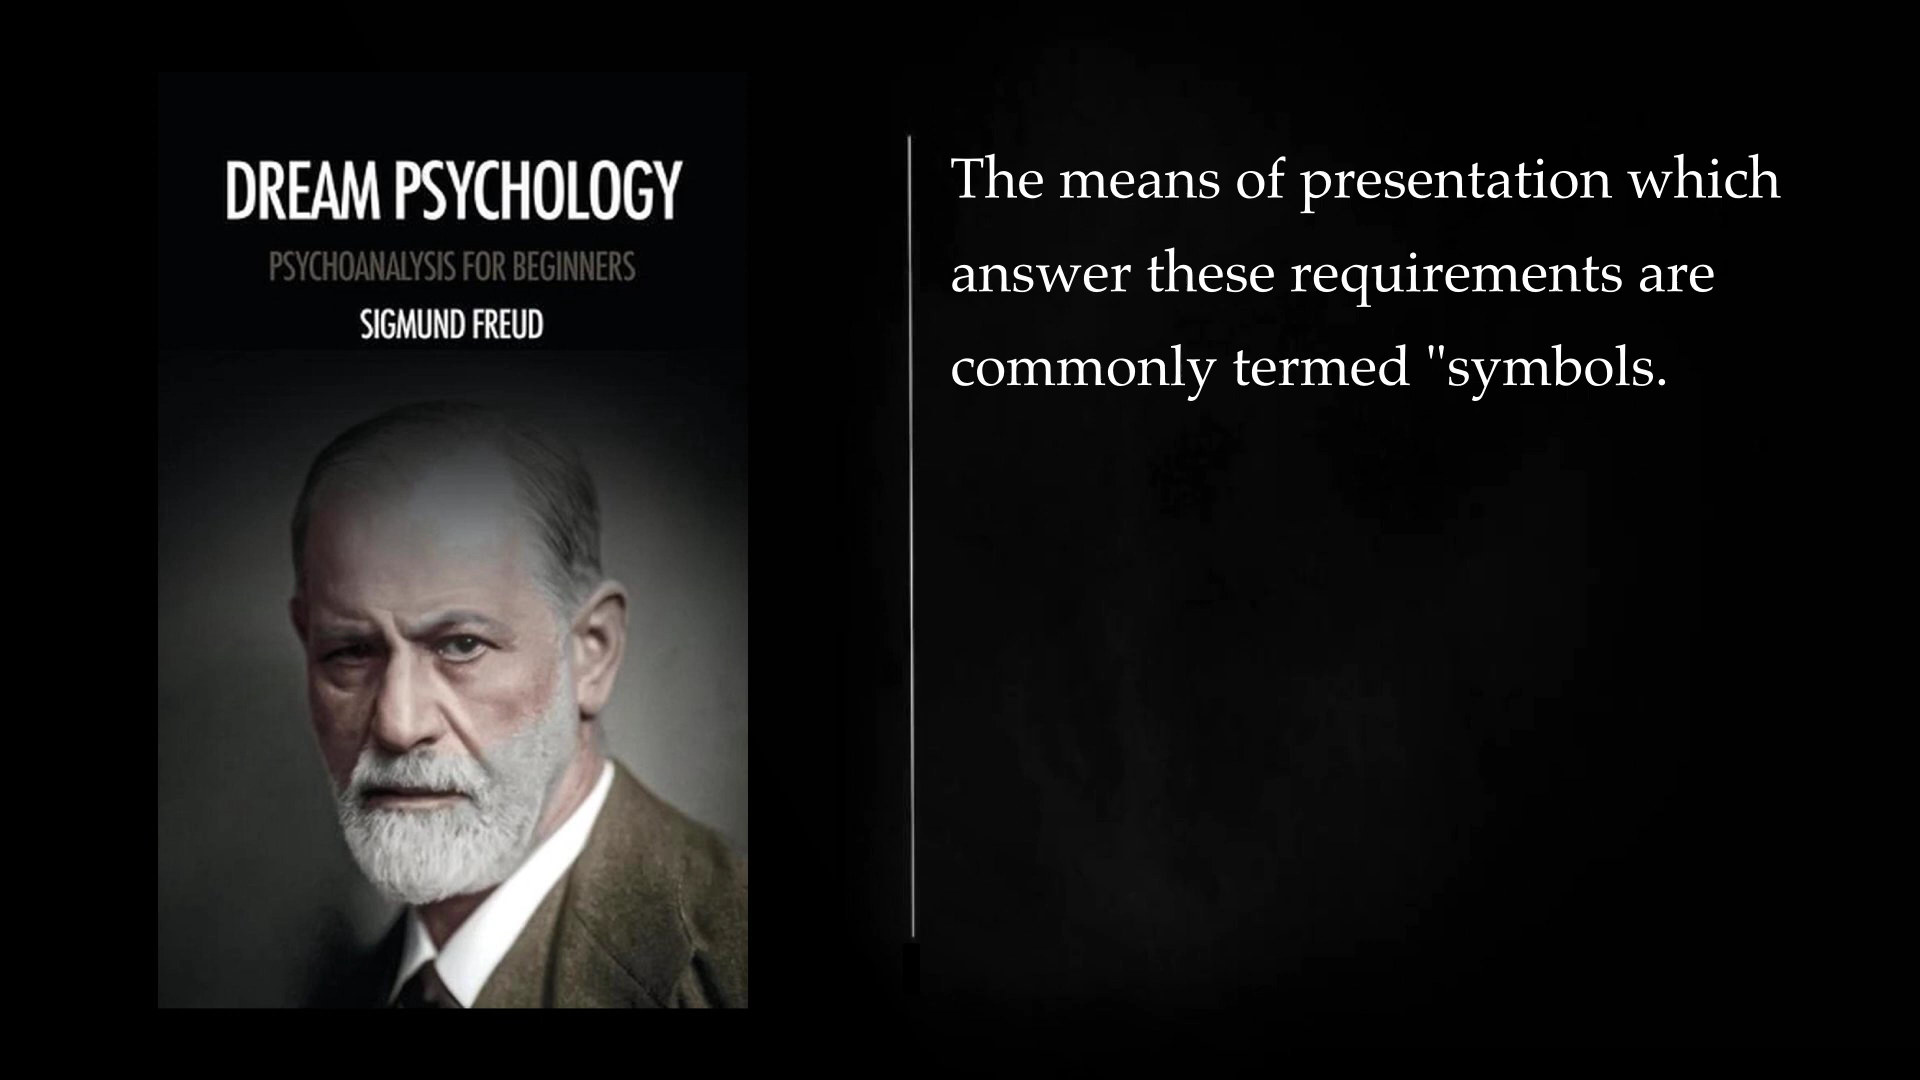 DREAM PSYCHOLOGY
PSYCHOANALYSIS FOR BEGINNERS
SIGMUND FREUD
The means of presentation which
answer these requirements are
commonly termed "symbols.